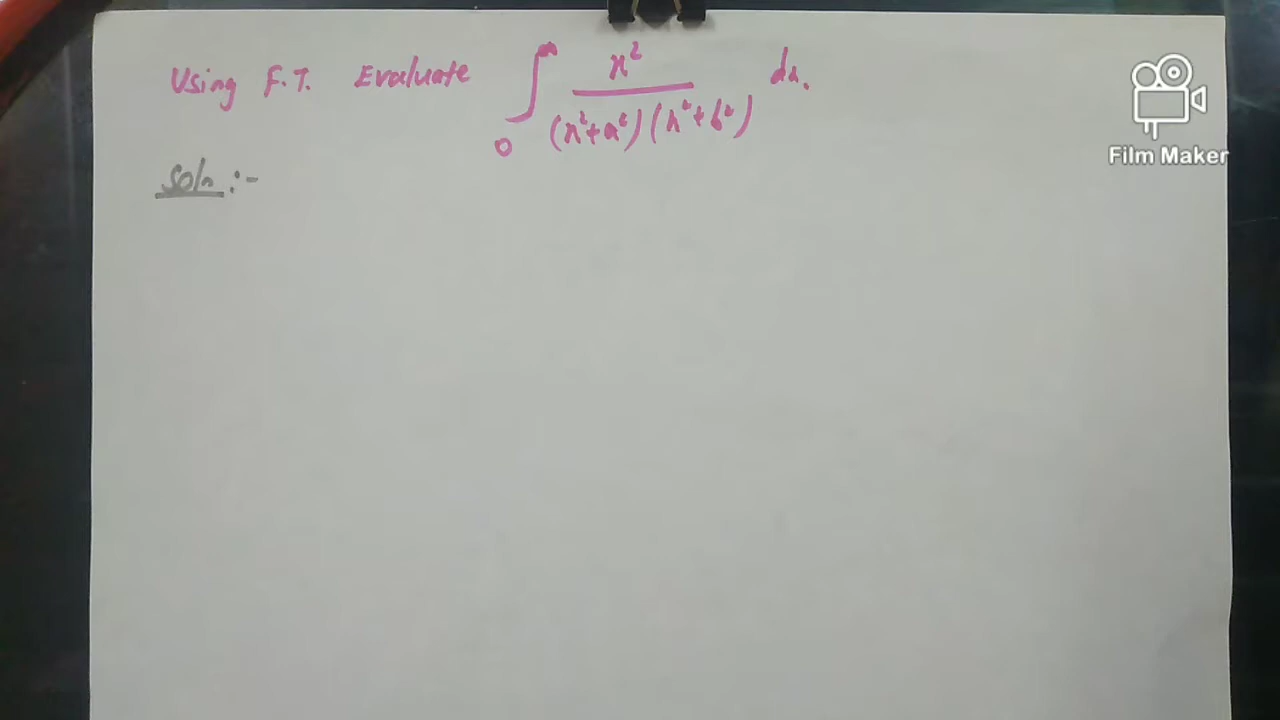 Using F.T. Evaluate ∫₀^∞ x²/((x²+a²)(x²+b²)) dx.
Soln :-
Film Maker